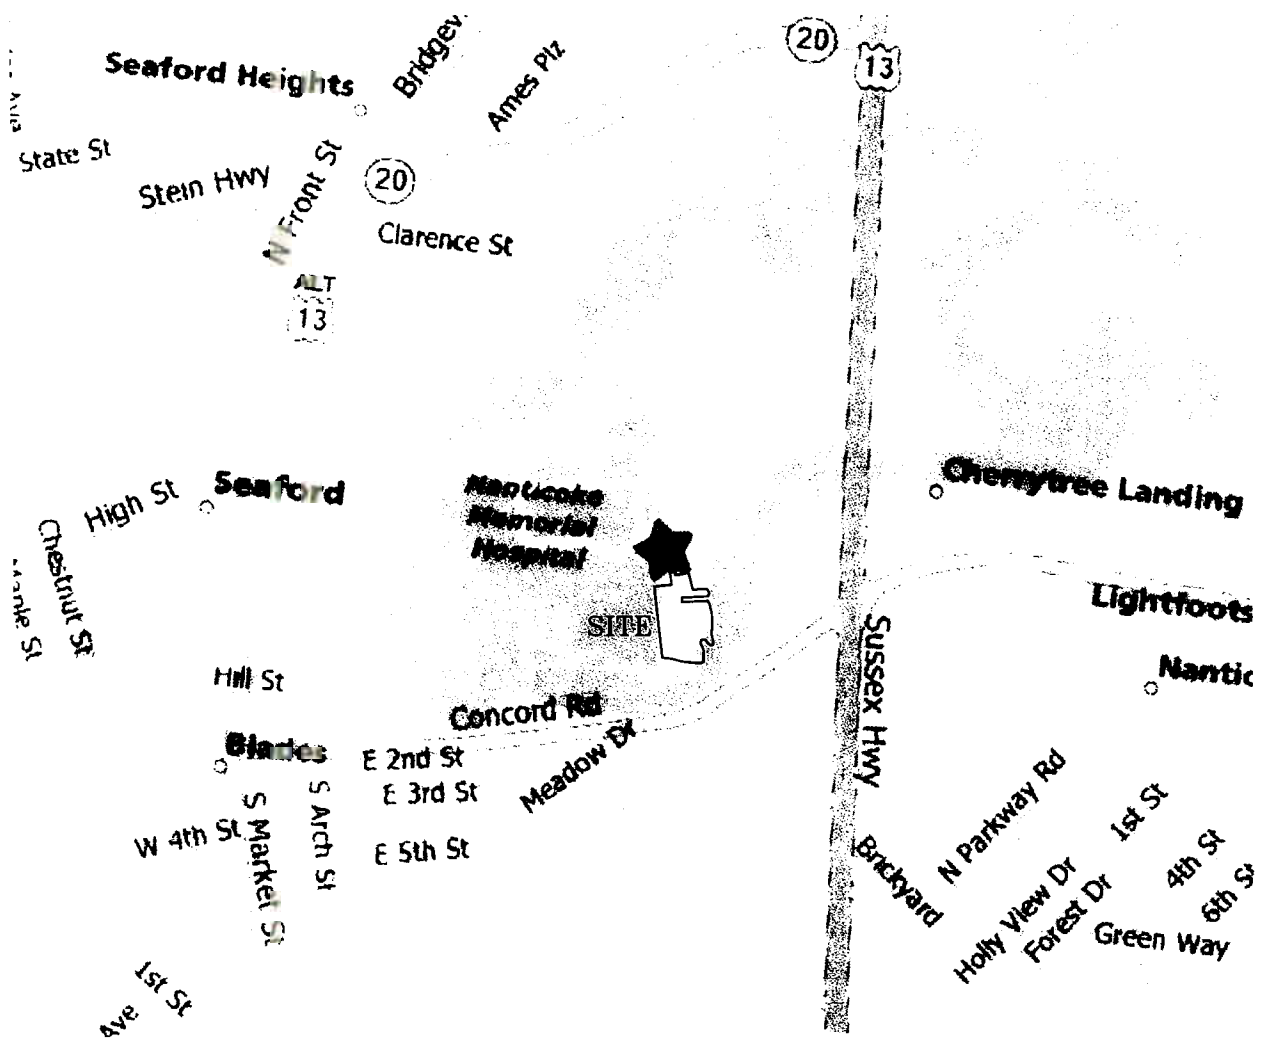 20
13
Seaford Heights
Ames Plz
State St
Stein Hwy
N Front St
20
Clarence St
ALT
13
High St
Seaford
Nanticoke
Memorial
Hospital
Cherrytree Landing
Chestnut St
SITE
Lightfoots
Sussex Hwy
Hill St
Concord Rd
Blades
E 2nd St
Meadow Dr
E 3rd St
S Arch St
S Market St
W 4th St
E 5th St
N Parkway Rd
1st St
Brickyard
4th St
6th St
Holly View Dr
Forest Dr
Green Way
1st St
Ave